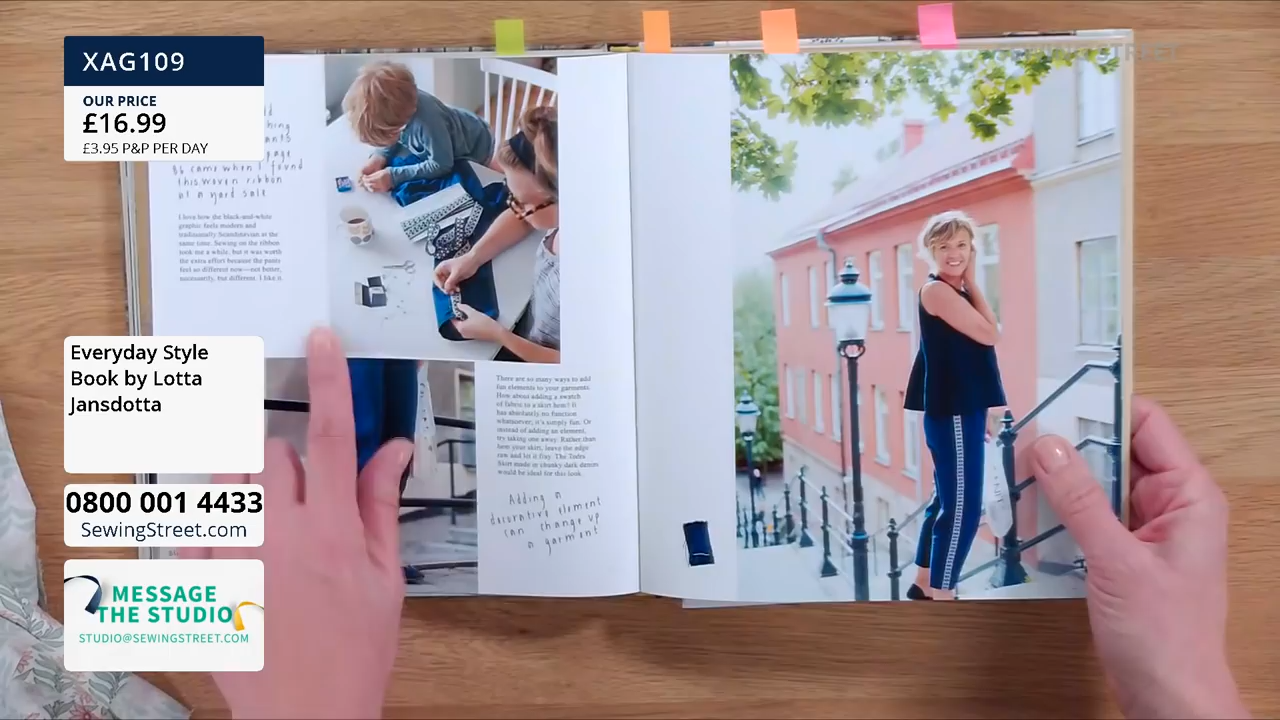 XAG109
OUR PRICE
£16.99
£3.95 P&P PER DAY
Everyday Style
Book by Lotta
Jansdotta
0800 001 4433
SewingStreet.com
MESSAGE
THE STUDIO
STUDIO@SEWINGSTREET.COM
SEWING STREET
page
came when I found
this woven ribbon
at a yard sale
I love how the black-and-white
graphic feels modern and
traditionally Scandinavian at the
same time. Sewing on the ribbon
took me a while, but it was worth
the extra effort because the pants
feel so different now—not better,
necessarily, but different. I like it
There are so many ways to add
fun elements to your garments.
How about adding a swatch
of fabric to a skirt hem? It
has absolutely no function
whatsoever; it's simply fun. Or
instead of adding an element,
try taking one away. Rather than
hem your skirt, leave the edge
raw and let it fray. The
Skirt made in chunky dark denim
would be ideal for this look.
Adding a
decorative element
can change up
a garment